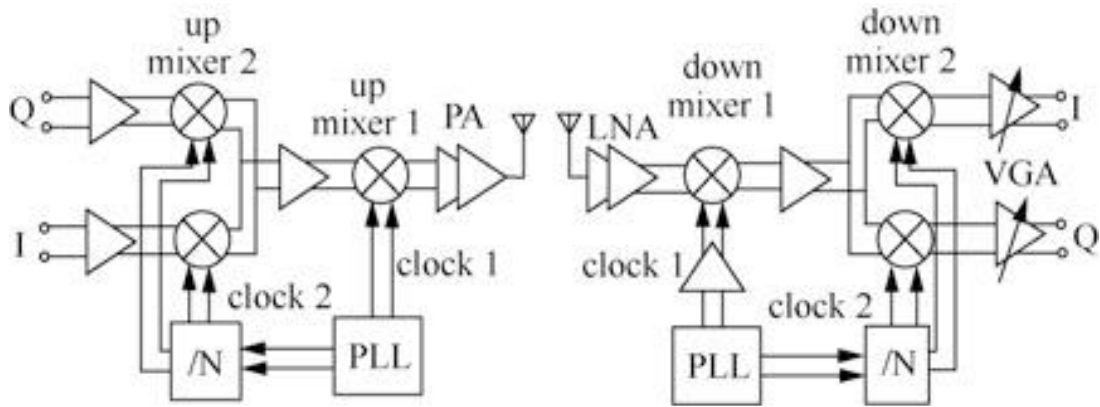 up
mixer 2
Q
up
mixer 1
PA
I
clock 1
clock 2
/N
PLL
LNA
down
mixer 1
down
mixer 2
I
VGA
Q
clock 1
clock 2
PLL
/N